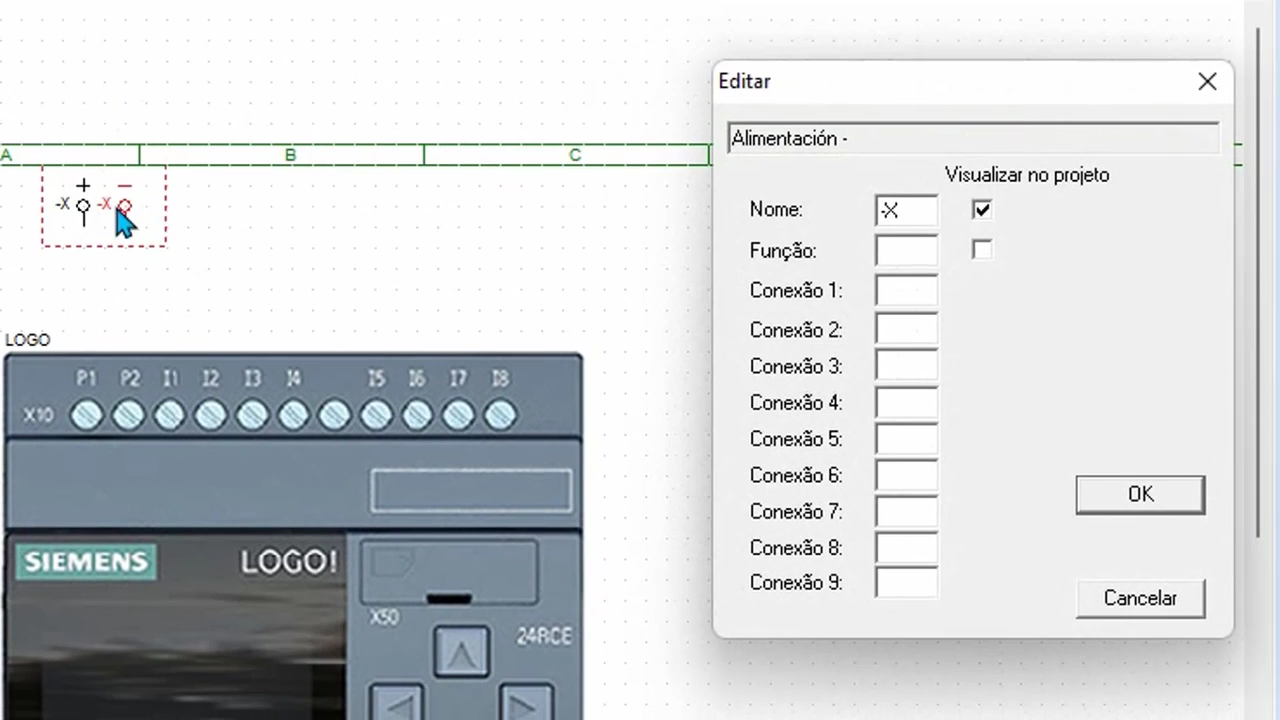 Editar
Alimentación -
Visualizar no projeto
Nome: -X
Função:
Conexão 1:
Conexão 2:
Conexão 3:
Conexão 4:
Conexão 5:
Conexão 6:
Conexão 7:
Conexão 8:
Conexão 9:
OK
Cancelar
A B C
+ −
-X -X
LOGO
P1 P2 I1 I2 I3 I4 I5 I6 I7 I8
X10
SIEMENS LOGO!
X50
24RCE